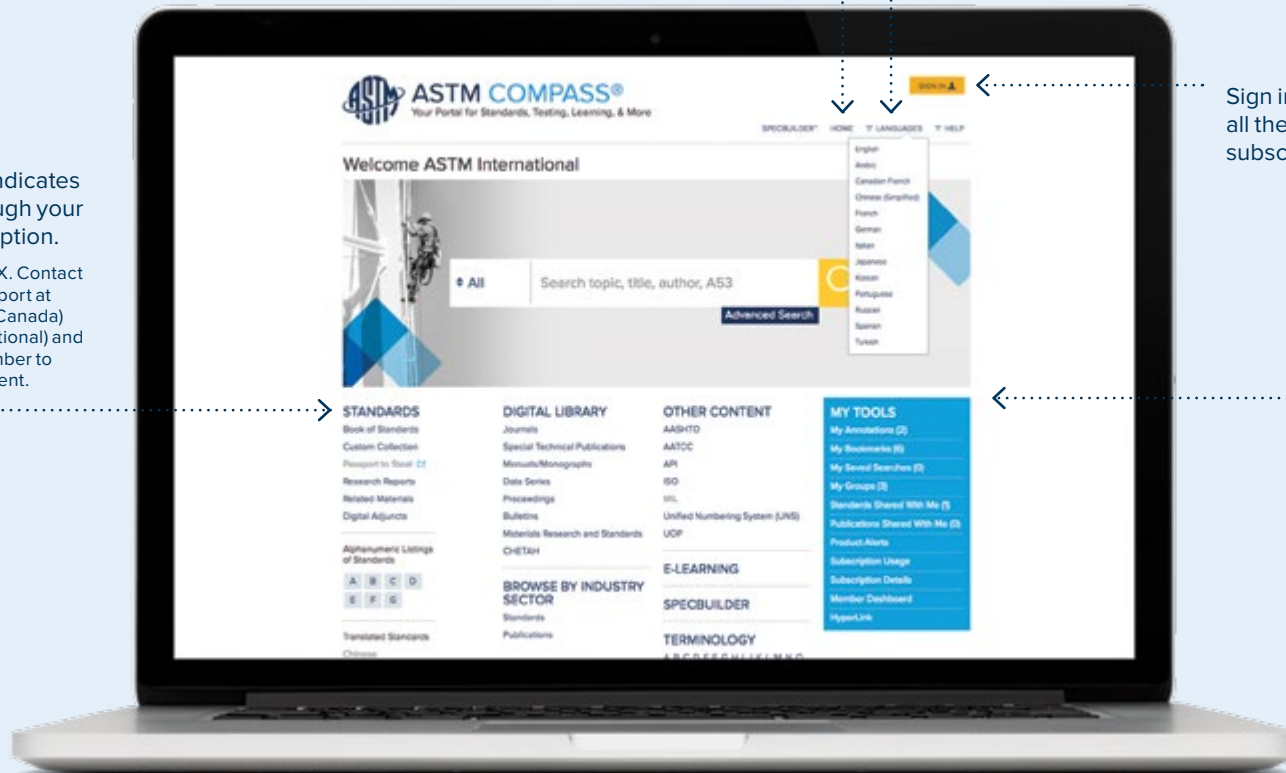 ASTM
ASTM COMPASS®
Your Portal for Standards, Testing, Learning, & More
SIGN IN
SPECBUILDER® HOME LANGUAGES HELP
Welcome ASTM International
English
Arabic
Canadian French
Chinese (Simplified)
French
German
Italian
Japanese
Korean
Portuguese
Russian
Spanish
Turkish
All
Search topic, title, author, A53
Advanced Search
STANDARDS
Book of Standards
Custom Collection
Passport to Steel
Research Reports
Related Materials
Digital Adjuncts
Alphanumeric Listings
of Standards
A B C D
E F G
Translated Standards
Chinese
DIGITAL LIBRARY
Journals
Special Technical Publications
Manuals/Monographs
Data Series
Proceedings
Bulletins
Materials Research and Standards
CHETAH
BROWSE BY INDUSTRY
SECTOR
Standards
Publications
OTHER CONTENT
AASHTO
AATCC
API
ISO
MIL
Unified Numbering System (UNS)
UOP
E-LEARNING
SPECBUILDER
TERMINOLOGY
A B C D E F G H I J K L M N O
MY TOOLS
My Annotations (2)
My Bookmarks (6)
My Saved Searches (0)
My Groups (3)
Standards Shared With Me (1)
Publications Shared With Me (0)
Product Alerts
Subscription Usage
Subscription Details
Member Dashboard
HyperLink
ndicates
ugh your
ption.
X. Contact
port at
Canada)
tional) and
nber to
ent.
Sign in
all the
subsc